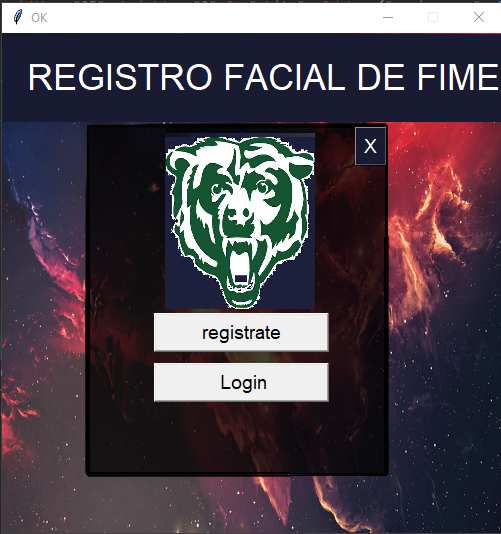 OK
REGISTRO FACIAL DE FIME
X
registrate
Login